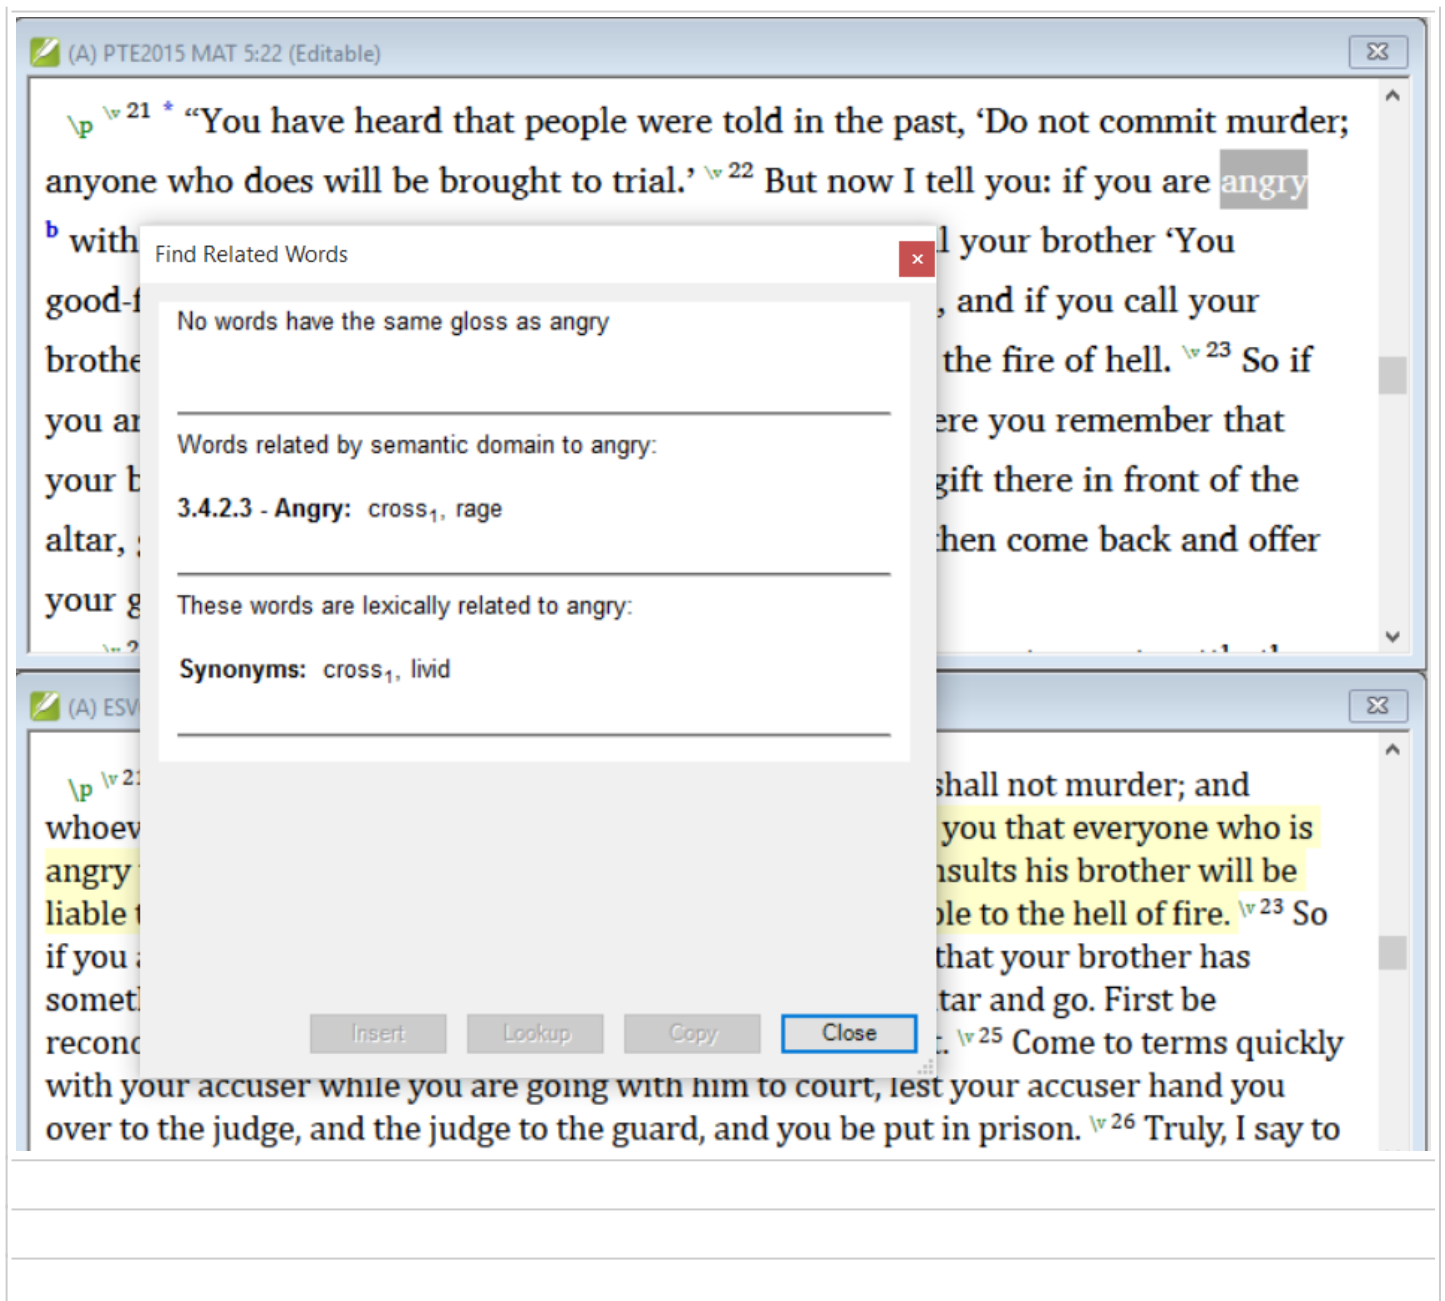 (A) PTE2015 MAT 5:22 (Editable)
\p \v 21 * “You have heard that people were told in the past, ‘Do not commit murder;
anyone who does will be brought to trial.’ \v 22 But now I tell you: if you are angry
b with
your brother ‘You
good-
, and if you call your
the fire of hell. \v 23 So if
you
you remember that
your
gift there in front of the
altar,
then come back and offer
your
Find Related Words
No words have the same gloss as angry
Words related by semantic domain to angry:
3.4.2.3 - Angry: cross1, rage
These words are lexically related to angry:
Synonyms: cross1, livid
Insert Lookup Copy Close
(A) ESV
\p \v 21
shall not murder; and
you that everyone who is
angry
insults his brother will be
liable
to the hell of fire. \v 23 So
if you
that your brother has
and go. First be
\v 25 Come to terms quickly
with your accuser while you are going with him to court, lest your accuser hand you
over to the judge, and the judge to the guard, and you be put in prison. \v 26 Truly, I say to